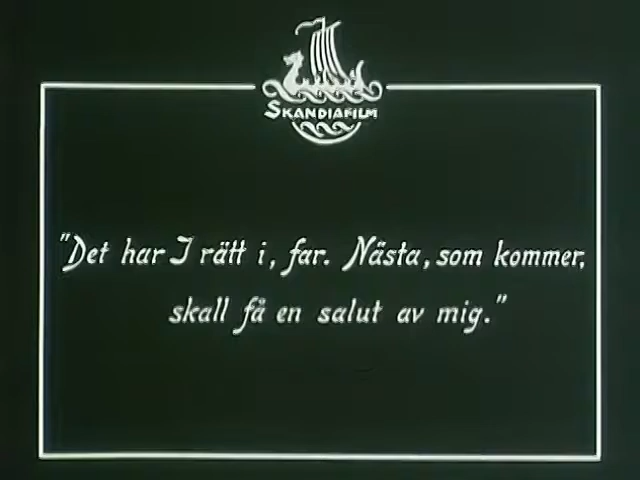 SKANDIAFILM
"Det har I rätt i, far. Nästa, som kommer,
skall få en salut av mig."